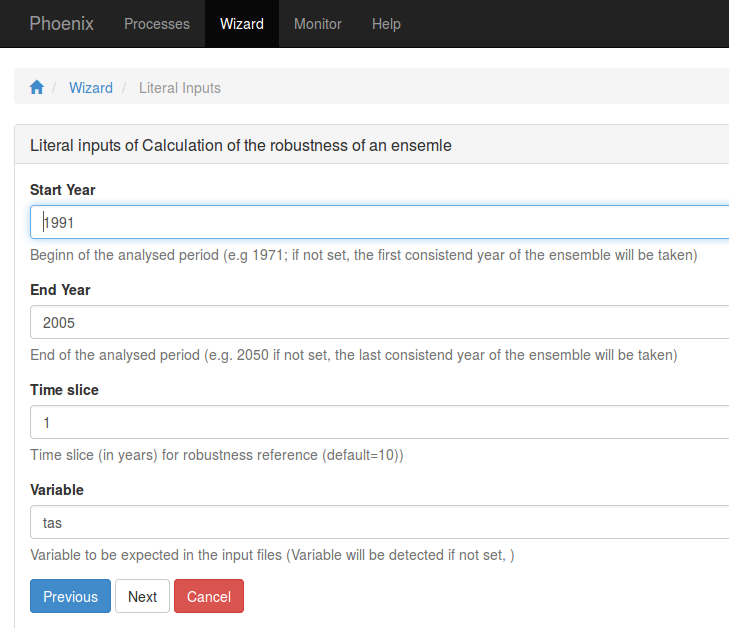 Phoenix Processes Wizard Monitor Help
/ Wizard / Literal Inputs
Literal inputs of Calculation of the robustness of an ensemle
Start Year
1991
Beginn of the analysed period (e.g 1971; if not set, the first consistend year of the ensemble will be taken)
End Year
2005
End of the analysed period (e.g. 2050 if not set, the last consistend year of the ensemble will be taken)
Time slice
1
Time slice (in years) for robustness reference (default=10))
Variable
tas
Variable to be expected in the input files (Variable will be detected if not set, )
Previous Next Cancel